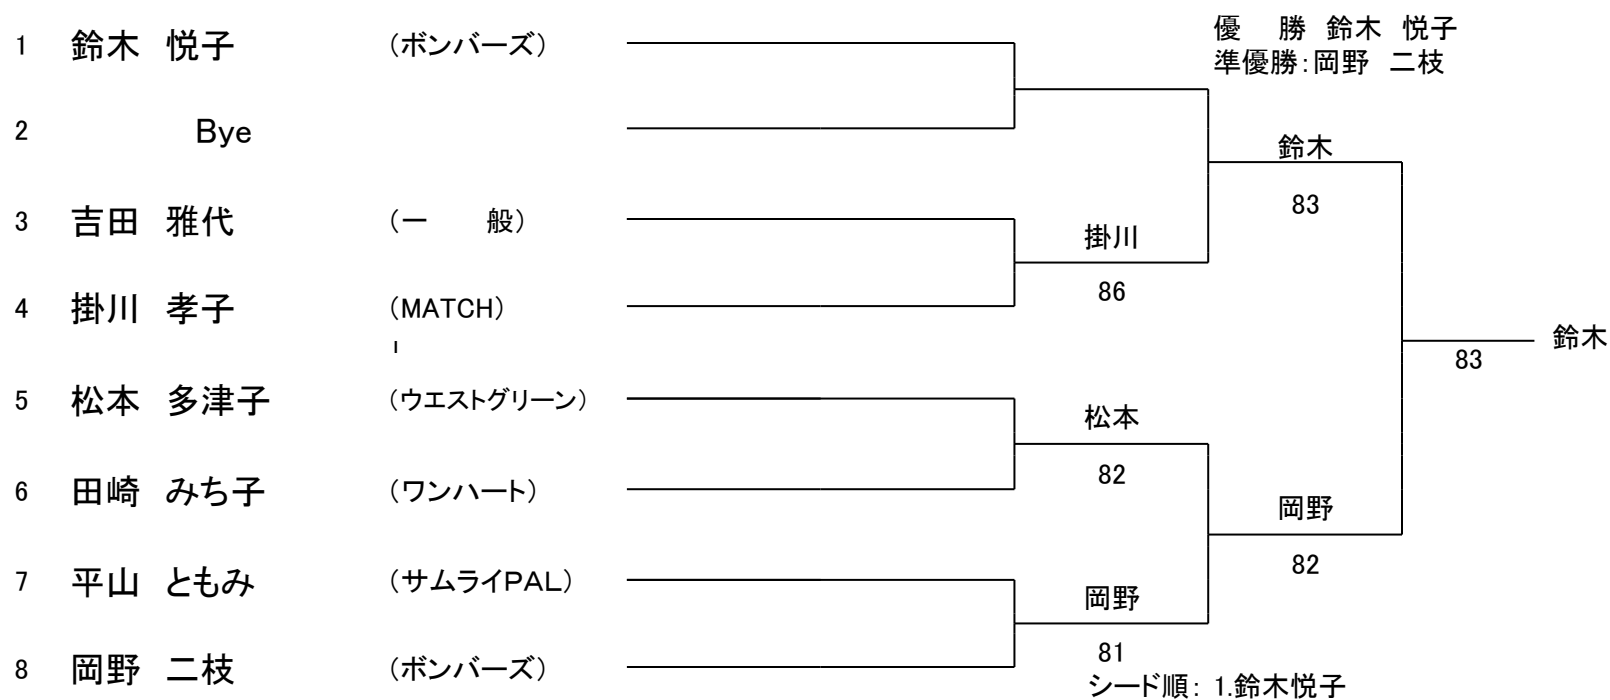 優　勝 鈴木 悦子
準優勝：岡野 二枝
1 鈴木 悦子 （ボンバーズ）
2 Bye
鈴木
83
3 吉田 雅代 （一　般）
掛川
86
4 掛川 孝子 （MATCH）
鈴木
83
5 松本 多津子 （ウエストグリーン）
松本
82
6 田崎 みち子 （ワンハート）
岡野
82
7 平山 ともみ （サムライPAL）
岡野
81
8 岡野 二枝 （ボンバーズ）
シード順： 1.鈴木悦子